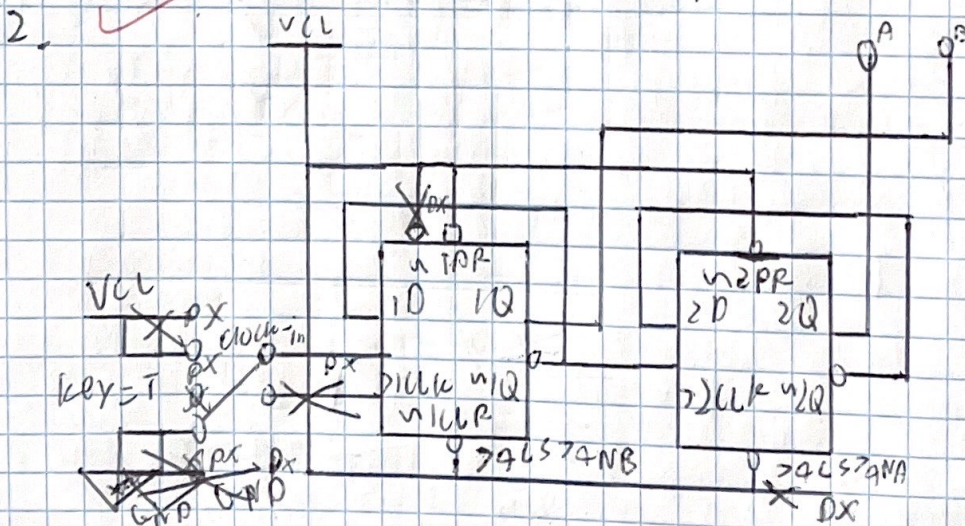 2.
VCC
A
B
DX
~1PR
1D 1Q
~2PR
2D 2Q
VCC
DX
clock-in
DX
key=T
DX
>1CLK ~1Q
~1CLR
>2CLK ~2Q
DX
DX
GND
GND
74LS74NB
74LS74NA
DX